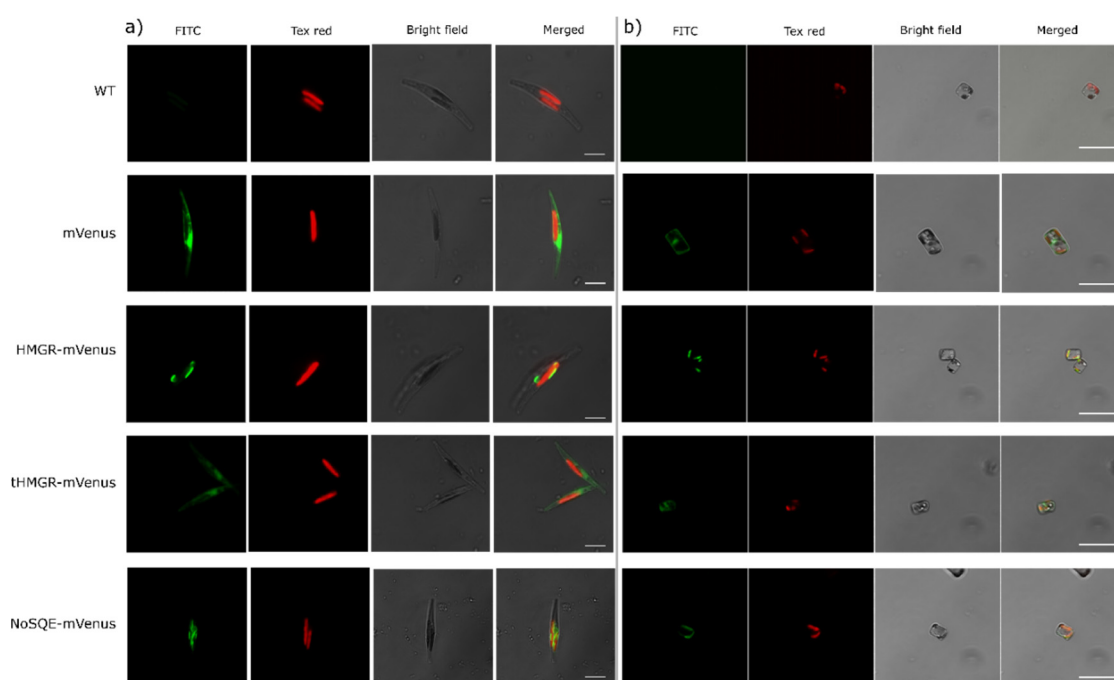 a) FITC Tex red Bright field Merged b) FITC Tex red Bright field Merged
WT
mVenus
HMGR-mVenus
tHMGR-mVenus
NoSQE-mVenus